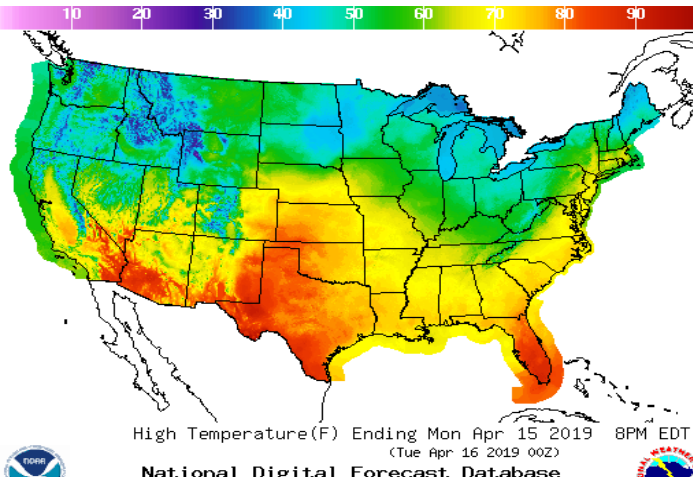 10 20 30 40 50 60 70 80 90
High Temperature(F) Ending Mon Apr 15 2019 8PM EDT
(Tue Apr 16 2019 00Z)
NOAA
National Digital Forecast Database